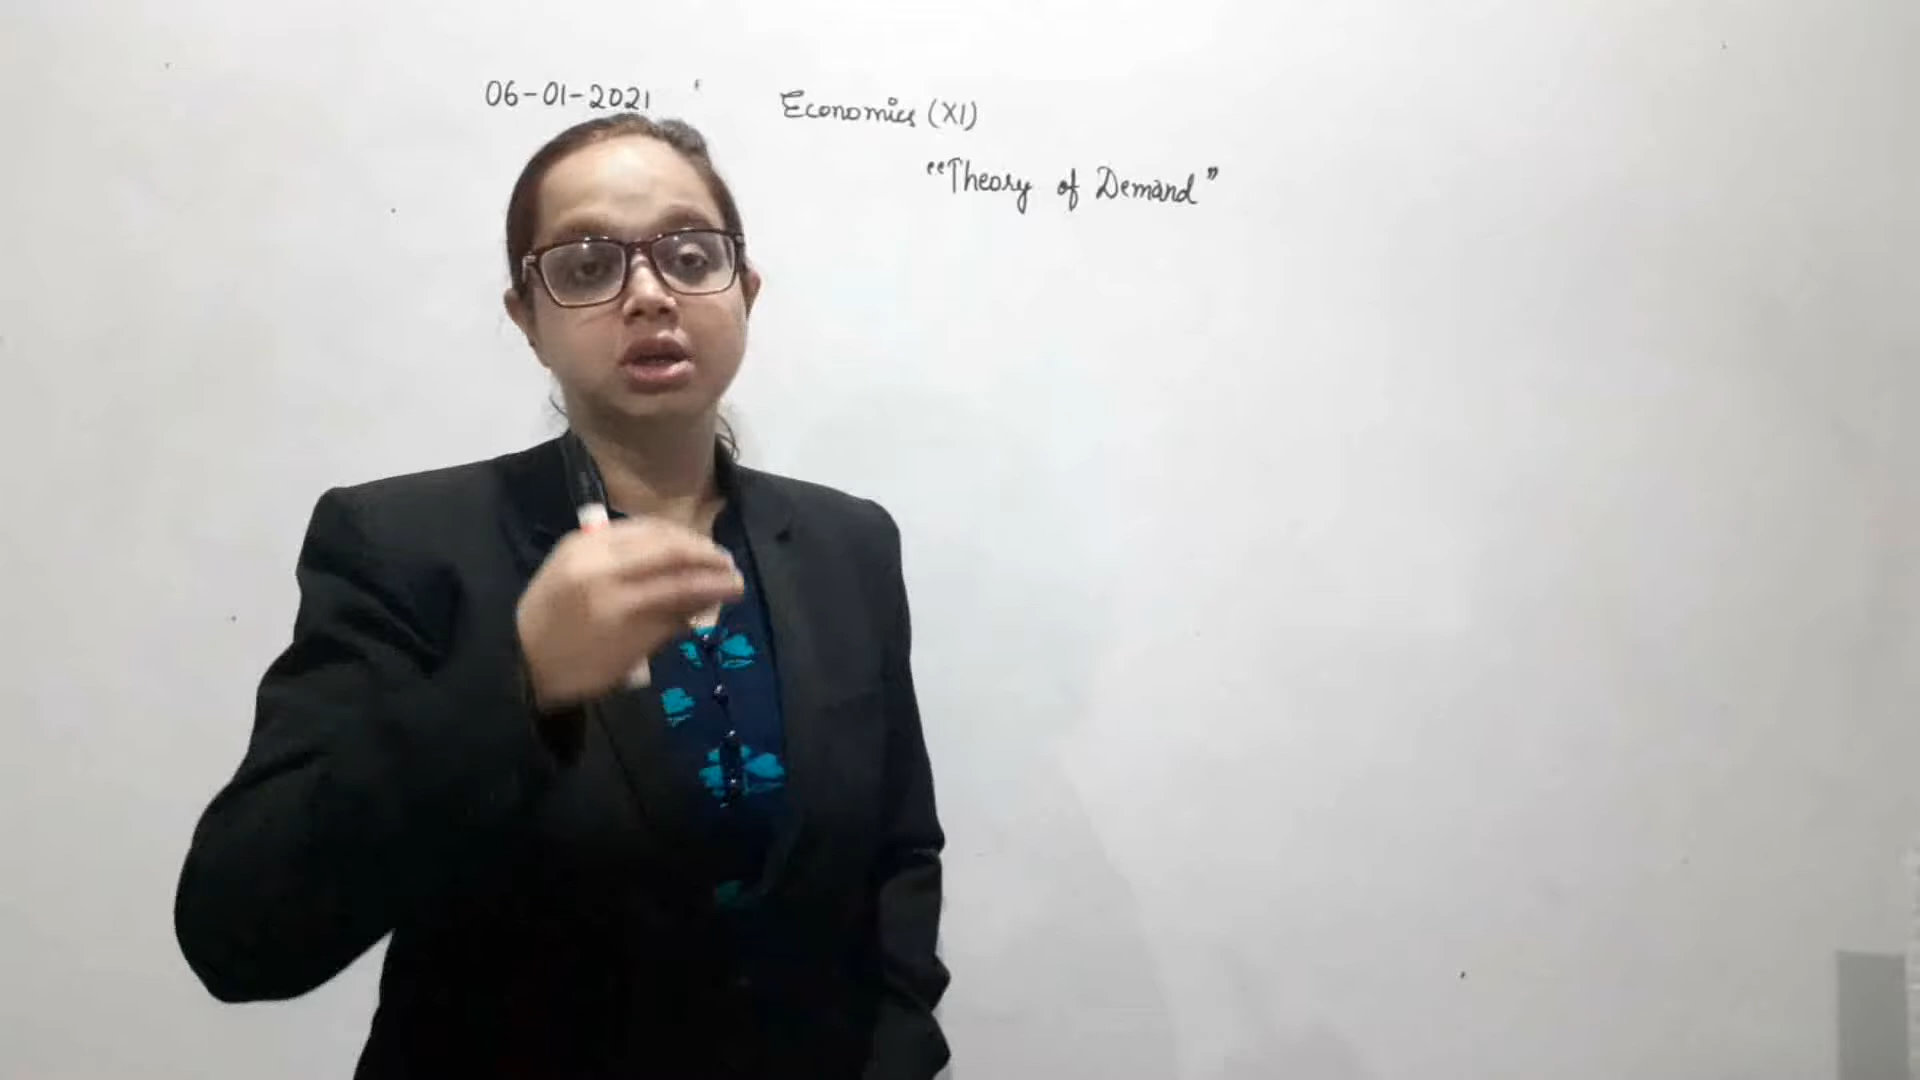 06-01-2021
Economics (XI)
"Theory of Demand"